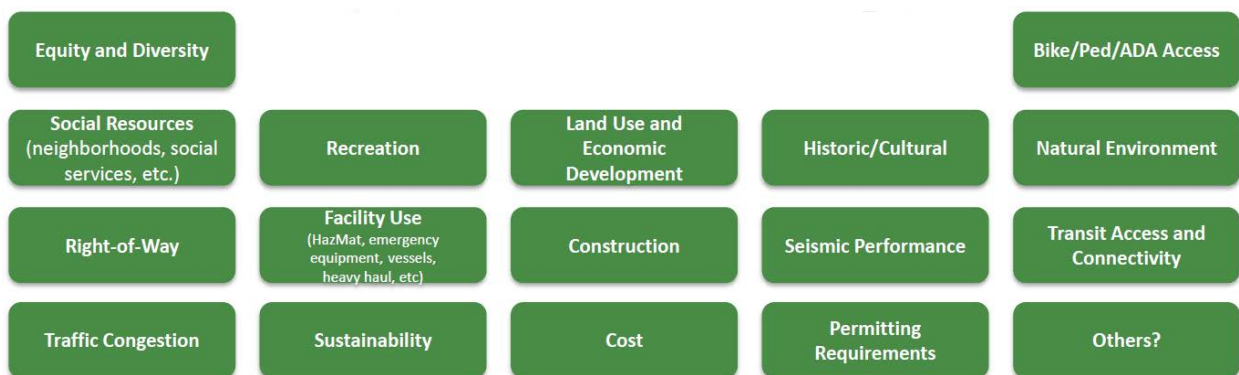 Equity and Diversity
Bike/Ped/ADA Access
Social Resources
(neighborhoods, social
services, etc.)
Recreation
Land Use and
Economic
Development
Historic/Cultural
Natural Environment
Right-of-Way
Facility Use
(HazMat, emergency
equipment, vessels,
heavy haul, etc)
Construction
Seismic Performance
Transit Access and
Connectivity
Traffic Congestion
Sustainability
Cost
Permitting
Requirements
Others?